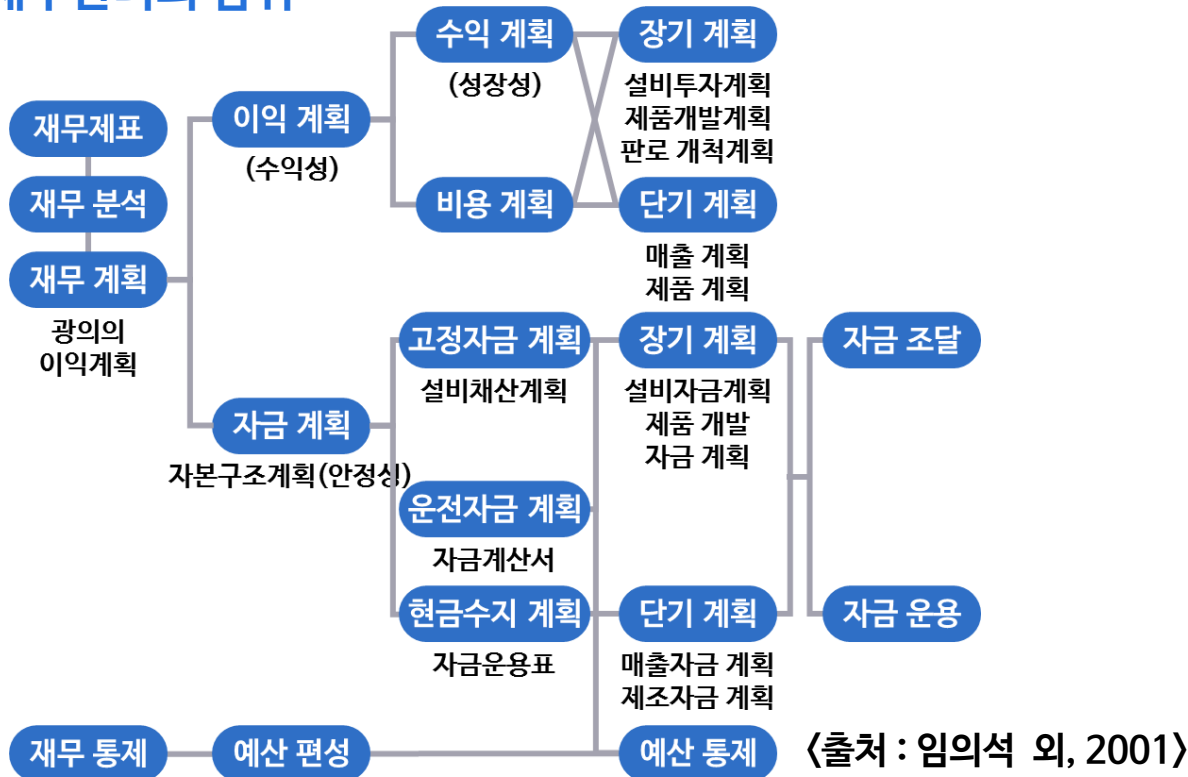 수익 계획
장기 계획
(성장성)
설비투자계획
제품개발계획
판로 개척계획
재무제표
이익 계획
(수익성)
재무 분석
비용 계획
단기 계획
매출 계획
제품 계획
재무 계획
광의의
이익계획
고정자금 계획
장기 계획
자금 조달
설비채산계획
설비자금계획
제품 개발
자금 계획
자금 계획
자본구조계획(안정성)
운전자금 계획
자금계산서
현금수지 계획
단기 계획
자금 운용
자금운용표
매출자금 계획
제조자금 계획
재무 통제
예산 편성
예산 통제
〈출처 : 임의석 외, 2001〉